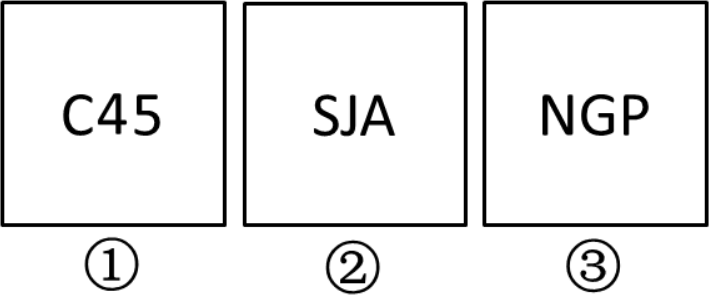 C45 SJA NGP
① ② ③